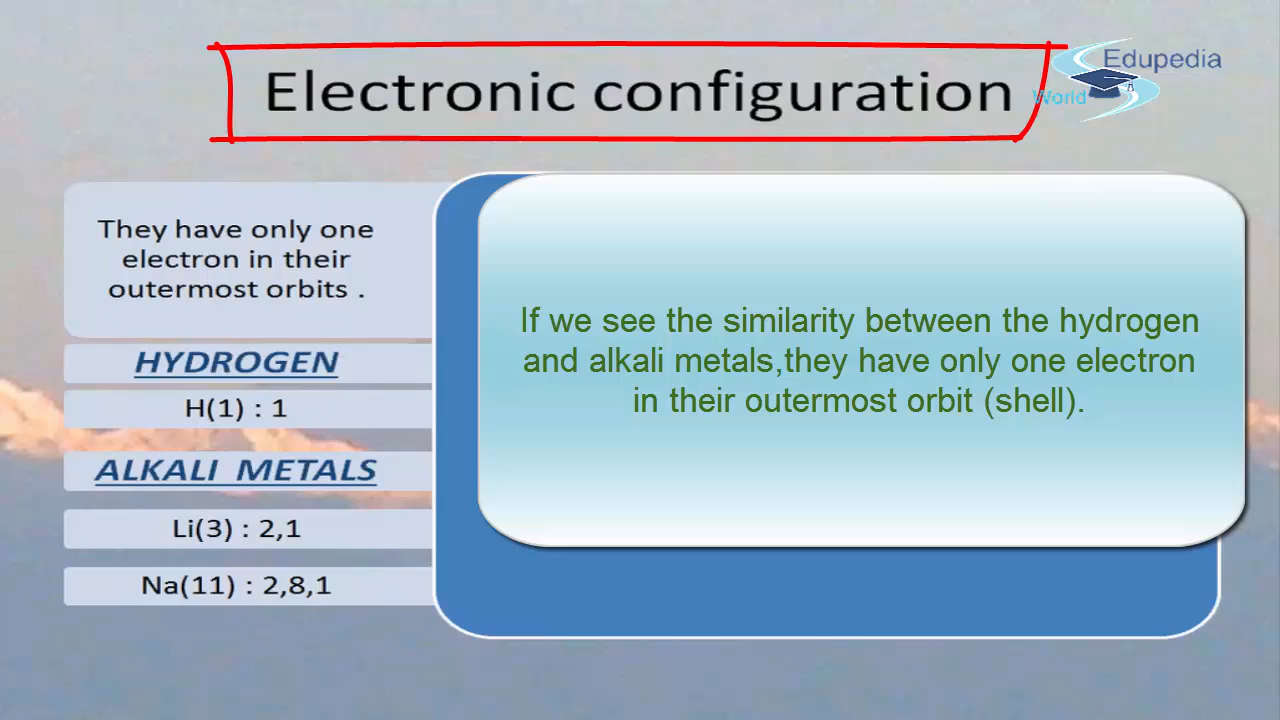 Electronic configuration
Edupedia
World
They have only one
electron in their
outermost orbits .
HYDROGEN
H(1) : 1
ALKALI METALS
Li(3) : 2,1
Na(11) : 2,8,1
If we see the similarity between the hydrogen
and alkali metals,they have only one electron
in their outermost orbit (shell).